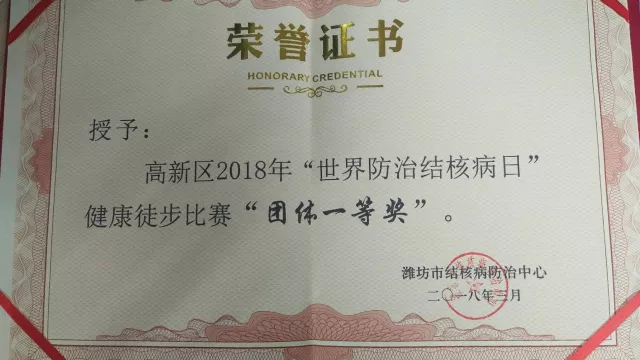 荣誉证书
HONORARY CREDENTIAL
授予：
高新区2018年“世界防治结核病日”
健康徒步比赛“团体一等奖”。
潍坊市结核病防治中心
二〇一八年三月